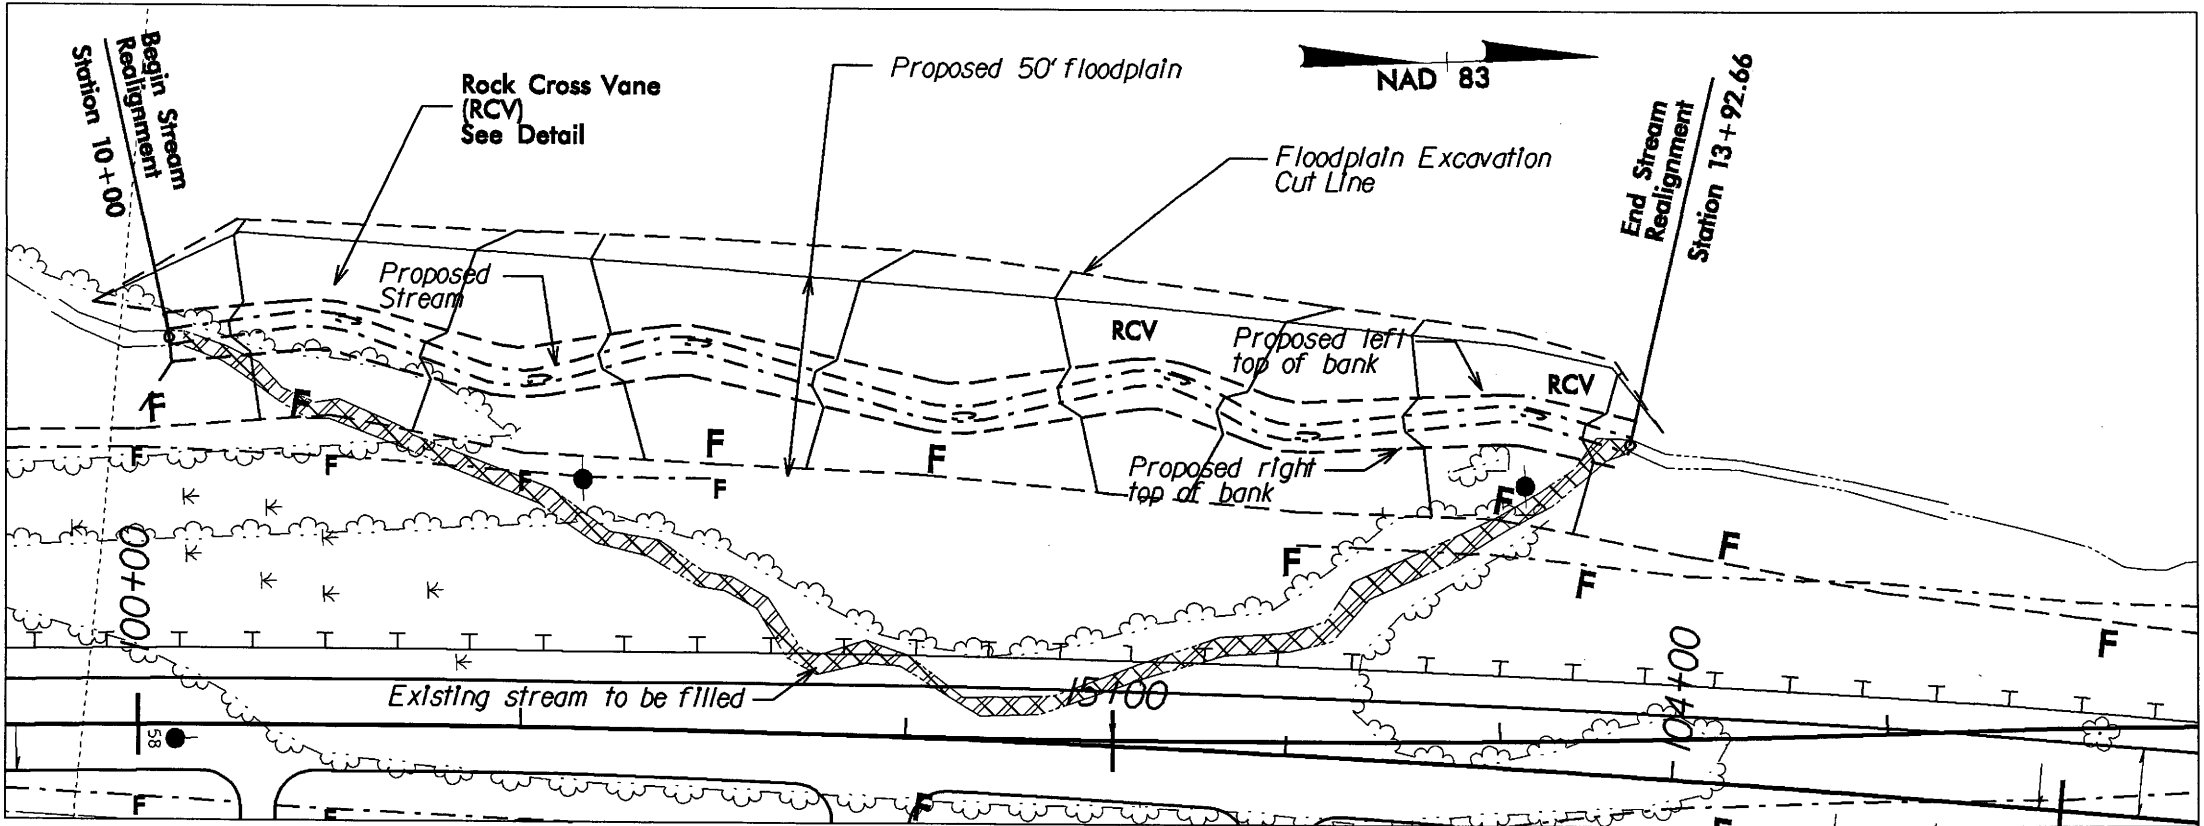 Begin Stream
Realignment
Station 10+00
Rock Cross Vane
(RCV)
See Detail
Proposed 50' floodplain
NAD 83
Floodplain Excavation
Cut Line
End Stream
Realignment
Station 13+92.66
Proposed
Stream
RCV
Proposed left
top of bank
RCV
F
F
F
F
F
F
F
F
Proposed right
top of bank
F
F
F
F
F
F
100+00
Existing stream to be filled
15+00
104+00
58
F
F
F
F